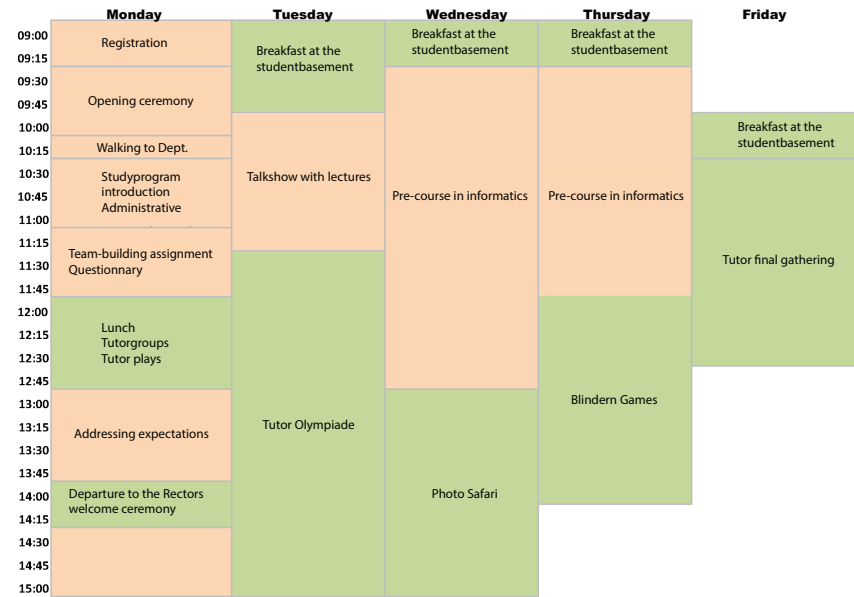 Monday Tuesday Wednesday Thursday Friday
09:00
09:15
09:30
09:45
10:00
10:15
10:30
10:45
11:00
11:15
11:30
11:45
12:00
12:15
12:30
12:45
13:00
13:15
13:30
13:45
14:00
14:15
14:30
14:45
15:00
Registration
Opening ceremony
Walking to Dept.
Studyprogram
introduction
Administrative
Team-building assignment
Questionnary
Lunch
Tutorgroups
Tutor plays
Addressing expectations
Departure to the Rectors
welcome ceremony
Breakfast at the
studentbasement
Talkshow with lectures
Tutor Olympiade
Breakfast at the
studentbasement
Pre-course in informatics
Photo Safari
Breakfast at the
studentbasement
Pre-course in informatics
Blindern Games
Breakfast at the
studentbasement
Tutor final gathering